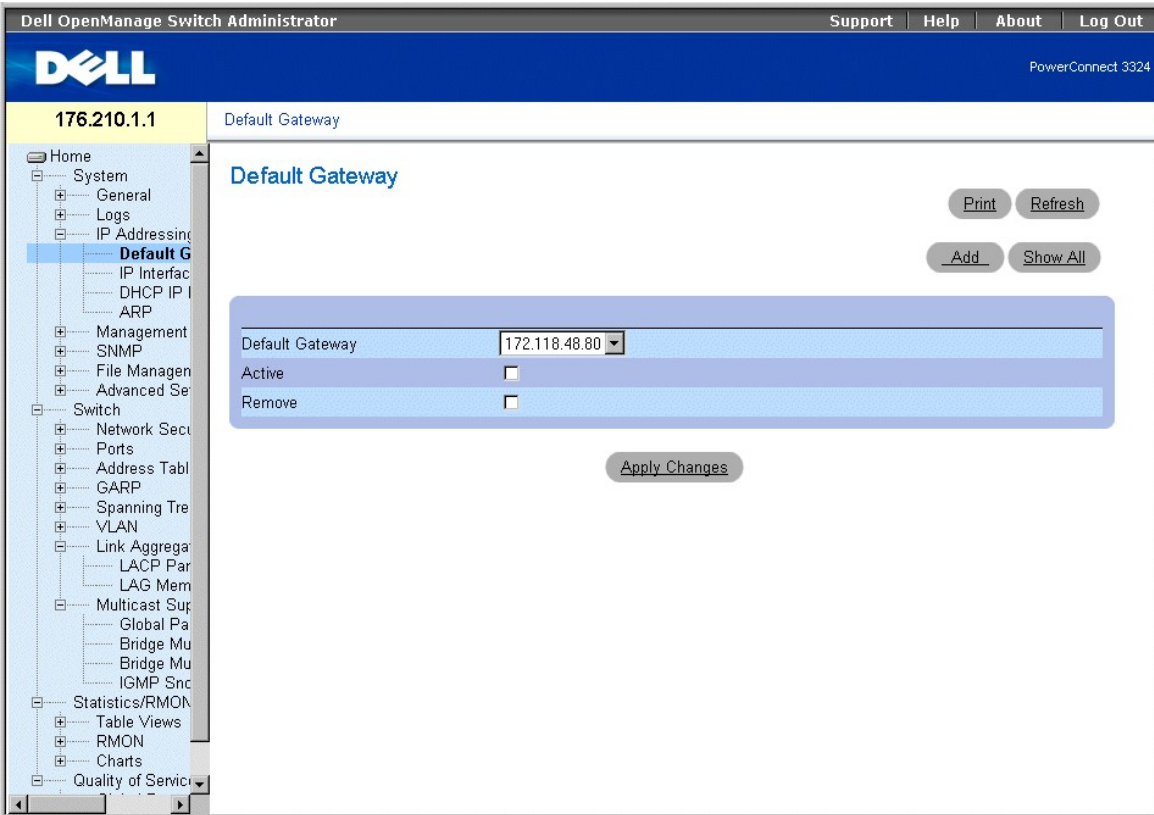 Dell OpenManage Switch Administrator
Support
Help
About
Log Out
DELL
PowerConnect 3324
176.210.1.1
Default Gateway
Home
System
General
Logs
IP Addressing
Default G
IP Interfac
DHCP IP I
ARP
Management
SNMP
File Managen
Advanced Set
Switch
Network Secu
Ports
Address Tabl
GARP
Spanning Tre
VLAN
Link Aggregat
LACP Par
LAG Mem
Multicast Sup
Global Pa
Bridge Mu
Bridge Mu
IGMP Sno
Statistics/RMON
Table Views
RMON
Charts
Quality of Servic
Default Gateway
Print
Refresh
Add
Show All
Default Gateway
172.118.48.80
Active
Remove
Apply Changes